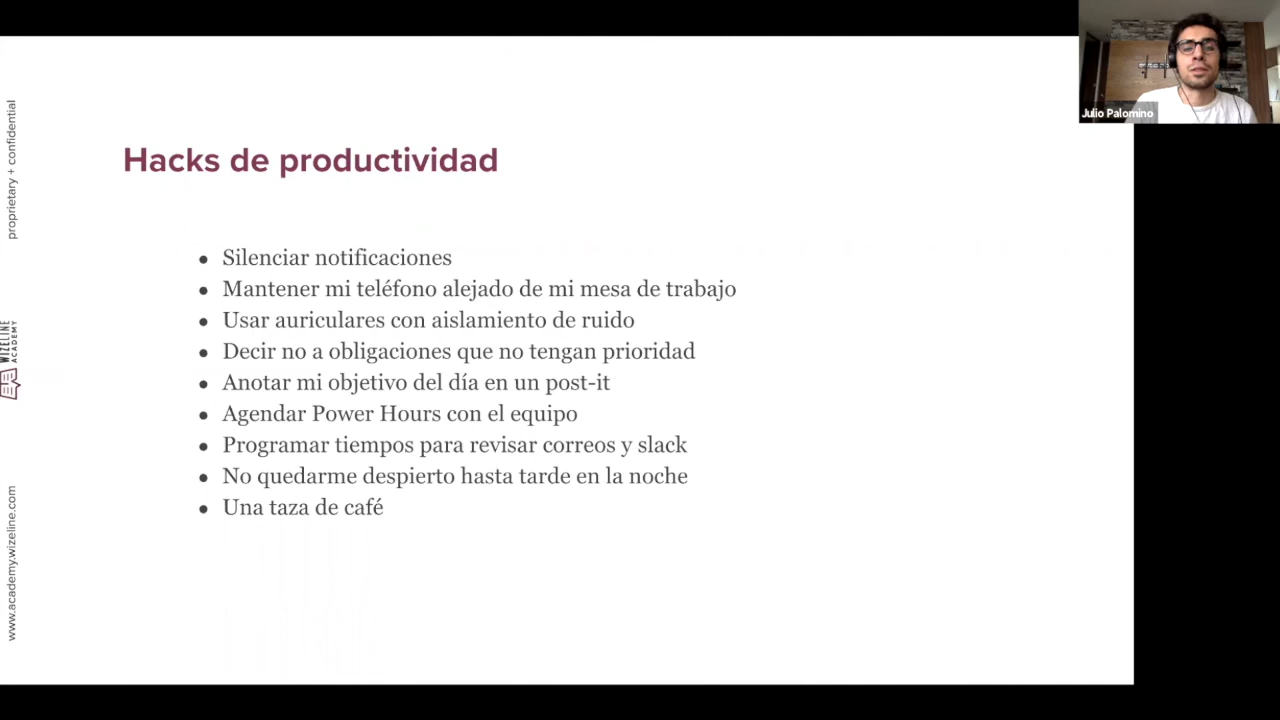 Julio Palomino
proprietary + confidential
WIZELINE
ACADEMY
www.academy.wizeline.com
Hacks de productividad
● Silenciar notificaciones
● Mantener mi teléfono alejado de mi mesa de trabajo
● Usar auriculares con aislamiento de ruido
● Decir no a obligaciones que no tengan prioridad
● Anotar mi objetivo del día en un post-it
● Agendar Power Hours con el equipo
● Programar tiempos para revisar correos y slack
● No quedarme despierto hasta tarde en la noche
● Una taza de café